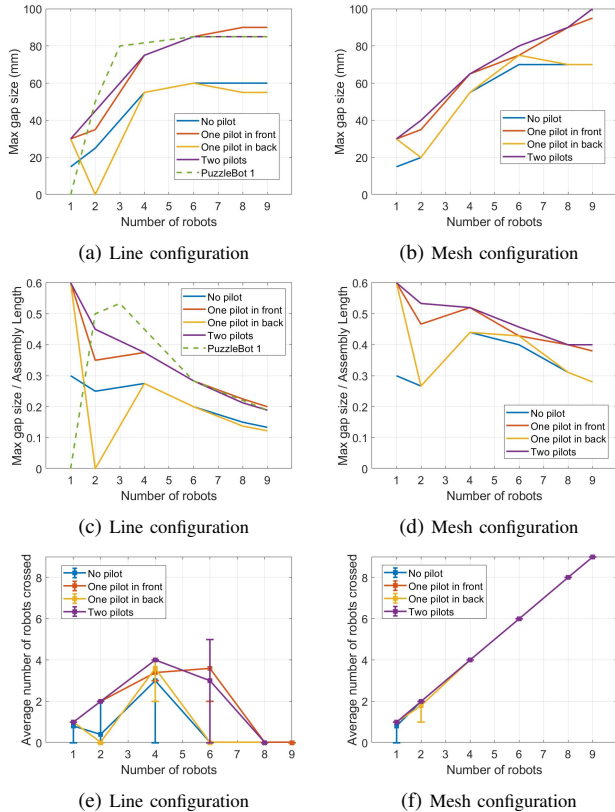 100
80
60
40
20
0
Max gap size (mm)
No pilot
One pilot in front
One pilot in back
Two pilots
PuzzleBot 1
1 2 3 4 5 6 7 8 9
Number of robots
(a) Line configuration
100
80
60
40
20
0
Max gap size (mm)
No pilot
One pilot in front
One pilot in back
Two pilots
1 2 3 4 5 6 7 8 9
Number of robots
(b) Mesh configuration
0.6
0.5
0.4
0.3
0.2
0.1
0
Max gap size / Assembly Length
No pilot
One pilot in front
One pilot in back
Two pilots
PuzzleBot 1
1 2 3 4 5 6 7 8 9
Number of robots
(c) Line configuration
0.6
0.5
0.4
0.3
0.2
0.1
0
Max gap size / Assembly Length
No pilot
One pilot in front
One pilot in back
Two pilots
1 2 3 4 5 6 7 8 9
Number of robots
(d) Mesh configuration
8
6
4
2
0
Average number of robots crossed
No pilot
One pilot in front
One pilot in back
Two pilots
1 2 3 4 5 6 7 8 9
Number of robots
(e) Line configuration
8
6
4
2
0
Average number of robots crossed
No pilot
One pilot in front
One pilot in back
Two pilots
1 2 3 4 5 6 7 8 9
Number of robots
(f) Mesh configuration